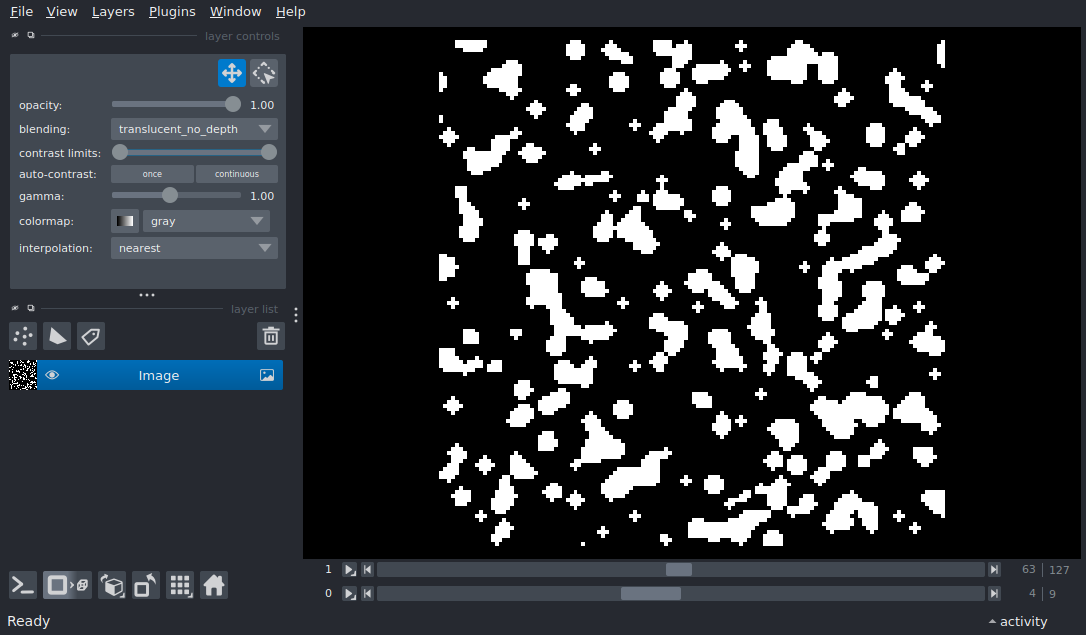 File View Layers Plugins Window Help
layer controls
opacity: 1.00
blending: translucent_no_depth
contrast limits:
auto-contrast: once continuous
gamma: 1.00
colormap: gray
interpolation: nearest
layer list
Image
1 63 127
0 4 9
Ready activity